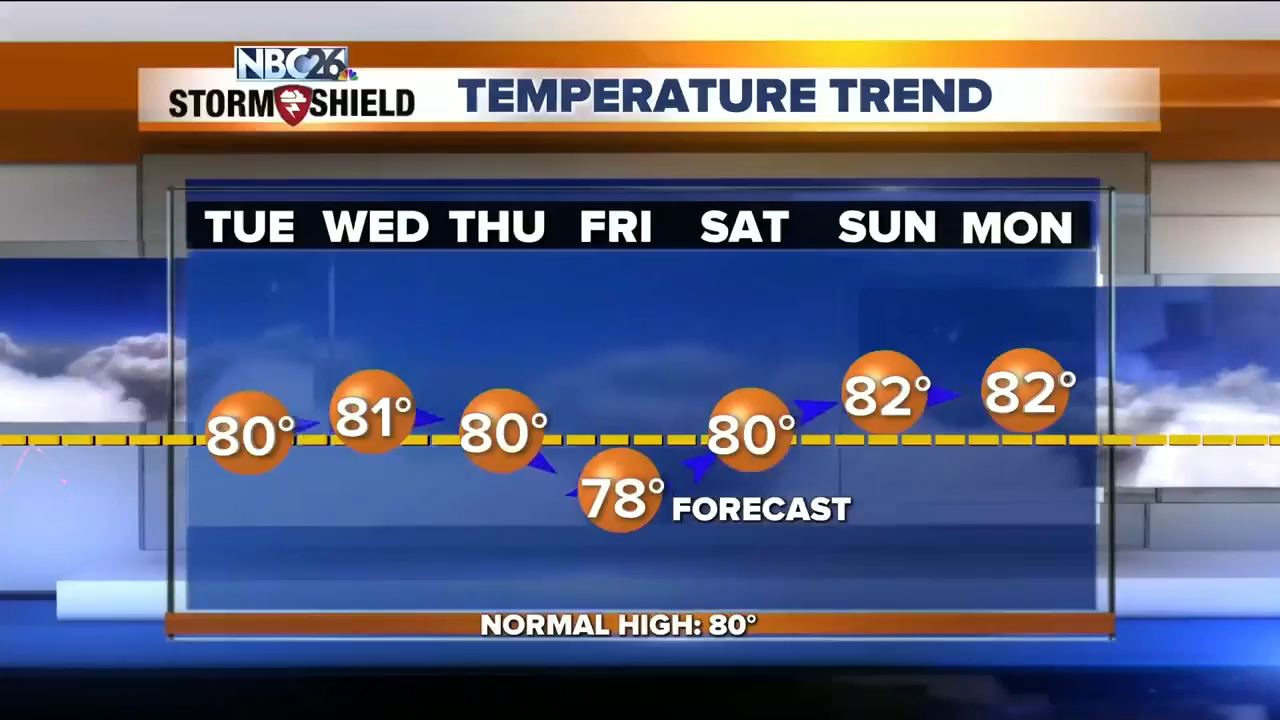 NBC26
STORM SHIELD
TEMPERATURE TREND
TUE WED THU FRI SAT SUN MON
80° 81° 80° 78° 80° 82° 82°
FORECAST
NORMAL HIGH: 80°